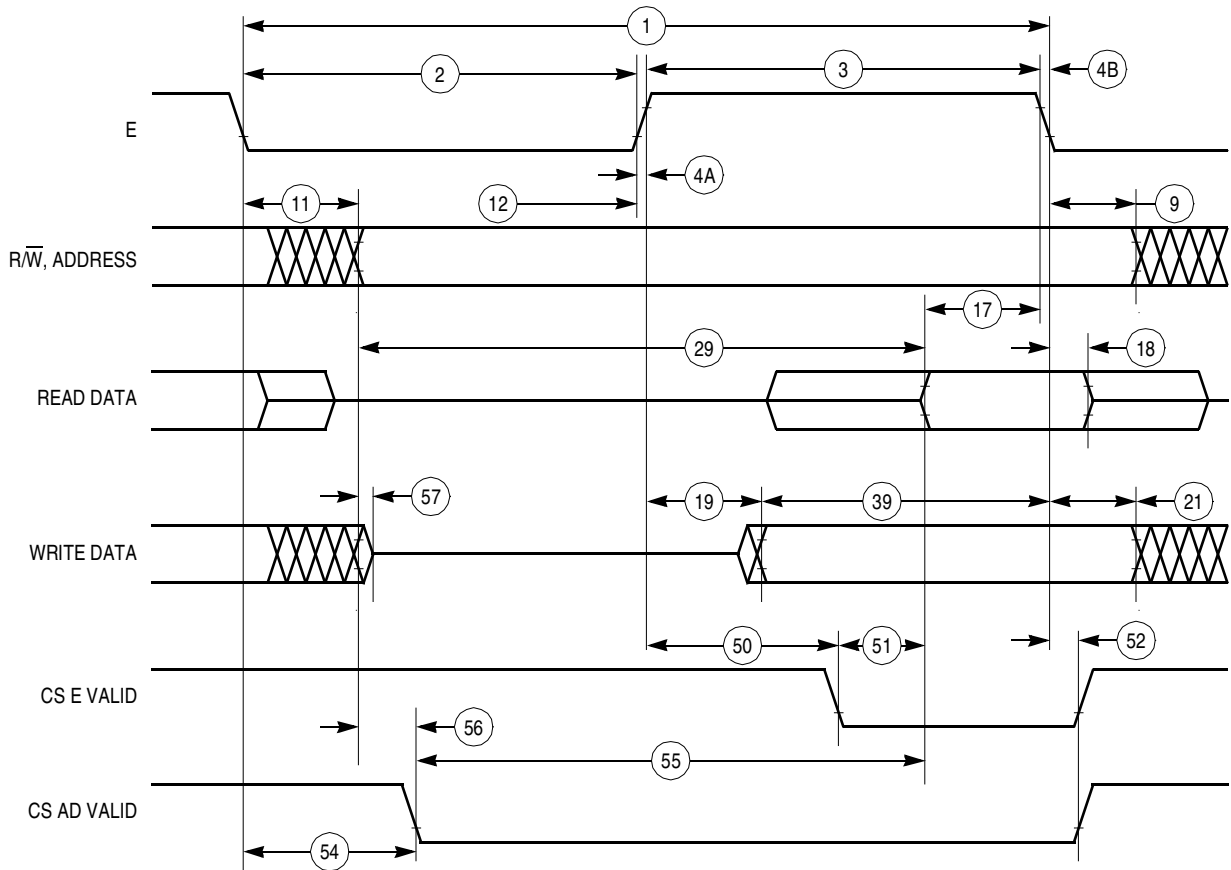 1
2
3
4B
E
4A
11
12
9
R/W̅, ADDRESS
17
29
18
READ DATA
57
19
39
21
WRITE DATA
50
51
52
CS E VALID
56
55
CS AD VALID
54